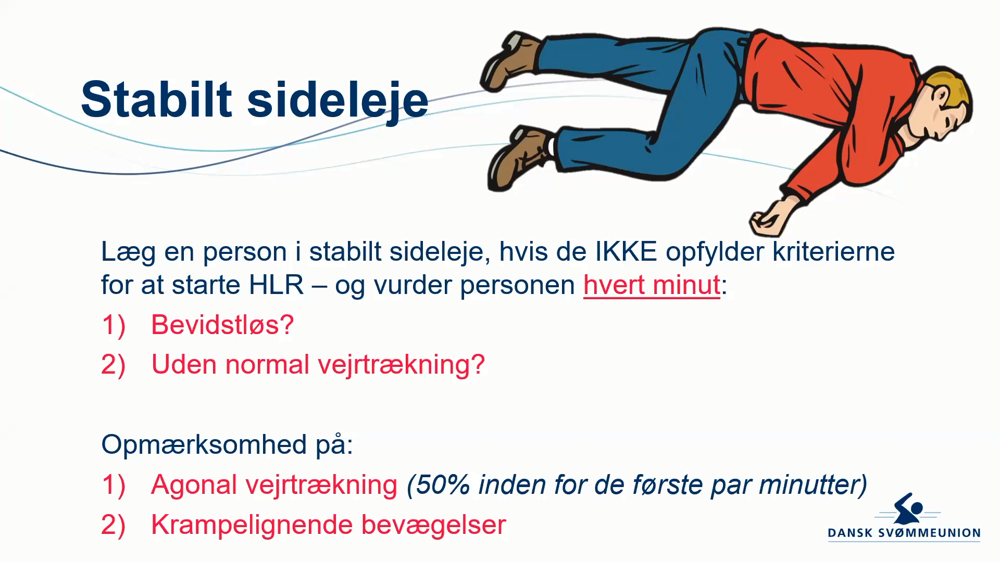 Stabilt sideleje
Læg en person i stabilt sideleje, hvis de IKKE opfylder kriterierne
for at starte HLR – og vurder personen hvert minut:
1) Bevidstløs?
2) Uden normal vejrtrækning?
Opmærksomhed på:
1) Agonal vejrtrækning (50% inden for de første par minutter)
2) Krampelignende bevægelser
DANSK SVØMMEUNION